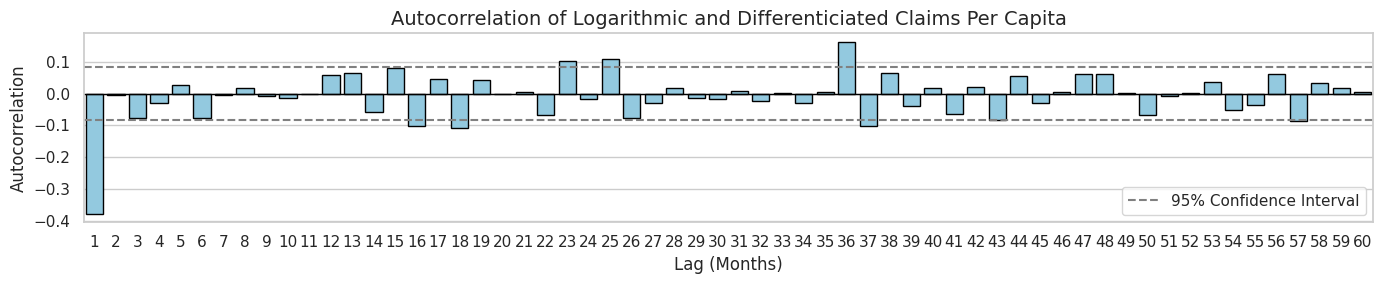 Autocorrelation of Logarithmic and Differenticiated Claims Per Capita
Autocorrelation
0.1
0.0
−0.1
−0.2
−0.3
−0.4
95% Confidence Interval
1 2 3 4 5 6 7 8 9 10 11 12 13 14 15 16 17 18 19 20 21 22 23 24 25 26 27 28 29 30 31 32 33 34 35 36 37 38 39 40 41 42 43 44 45 46 47 48 49 50 51 52 53 54 55 56 57 58 59 60
Lag (Months)